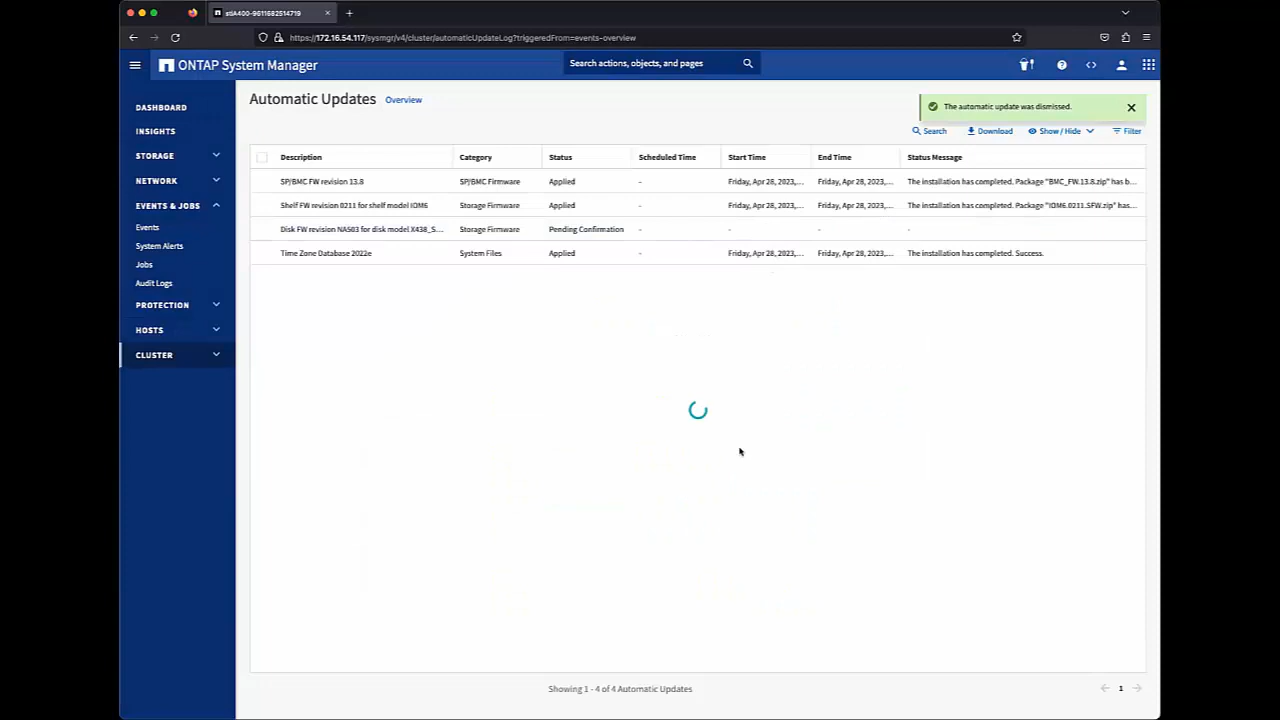 stiA400-9611682514719
https://172.16.54.117/sysmgr/v4/cluster/automaticUpdateLog?triggeredFrom=events-overview
ONTAP System Manager
Search actions, objects, and pages
DASHBOARD
INSIGHTS
STORAGE
NETWORK
EVENTS & JOBS
Events
System Alerts
Jobs
Audit Logs
PROTECTION
HOSTS
CLUSTER
Automatic Updates Overview
The automatic update was dismissed.
Search Download Show / Hide Filter
Description Category Status Scheduled Time Start Time End Time Status Message
SP/BMC FW revision 13.8 SP/BMC Firmware Applied - Friday, Apr 28, 2023,... Friday, Apr 28, 2023,... The installation has completed. Package "BMC_FW.13.8.zip" has b...
Shelf FW revision 0211 for shelf model IOM6 Storage Firmware Applied - Friday, Apr 28, 2023,... Friday, Apr 28, 2023,... The installation has completed. Package "IOM6.0211.SFW.zip" has...
Disk FW revision NA503 for disk model X438_S... Storage Firmware Pending Confirmation - - - -
Time Zone Database 2022e System Files Applied - Friday, Apr 28, 2023,... Friday, Apr 28, 2023,... The installation has completed. Success.
Showing 1 - 4 of 4 Automatic Updates
1